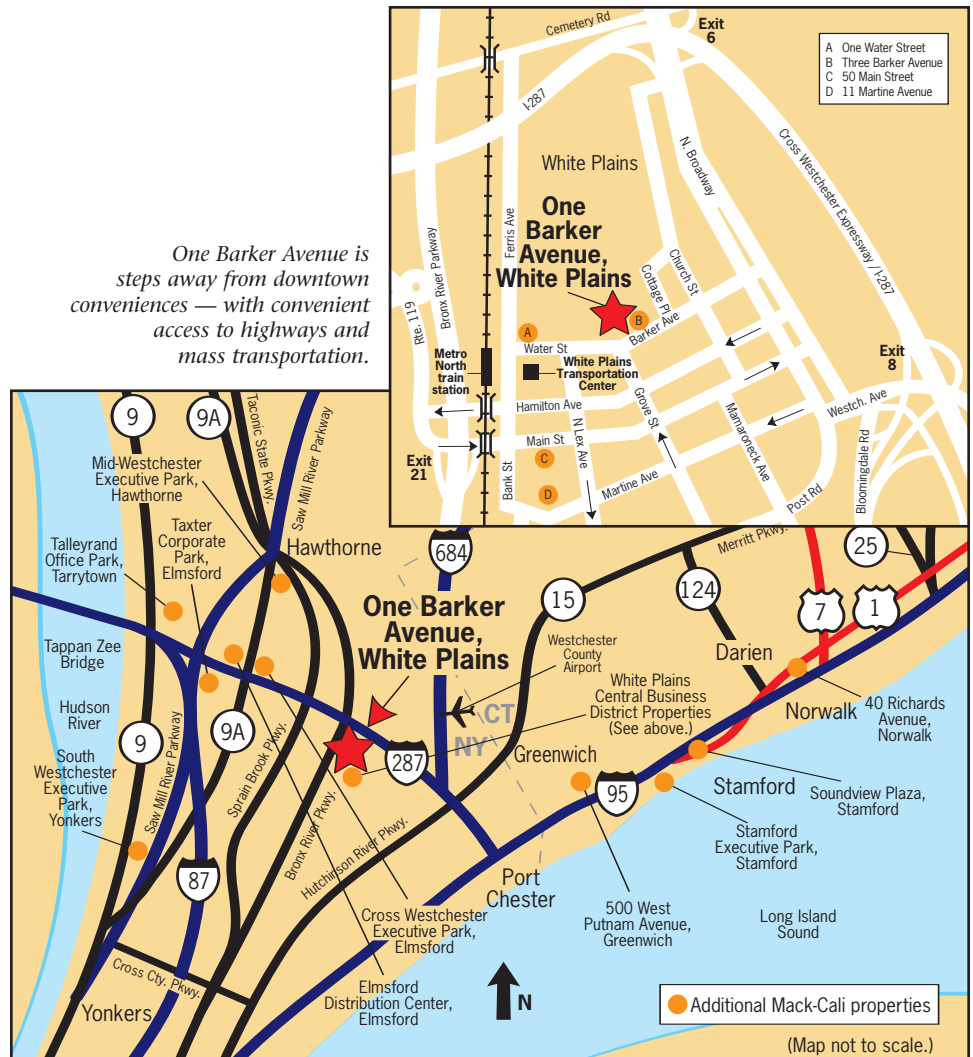 One Barker Avenue is
steps away from downtown
conveniences — with convenient
access to highways and
mass transportation.
Cemetery Rd
Exit
6
A One Water Street
B Three Barker Avenue
C 50 Main Street
D 11 Martine Avenue
I-287
White Plains
N. Broadway
Cross Westchester Expressway / I-287
One
Barker
Avenue,
White Plains
Ferris Ave
Bronx River Parkway
Rte. 119
Church St
Cottage Pl
A
B
Barker Ave
Water St
Metro
North
train
station
White Plains
Transportation
Center
Exit
8
Hamilton Ave
Westch. Ave
Main St
N Lex Ave
Grove St
Mamaroneck Ave
Exit
21
Bank St
C
D
Martine Ave
Post Rd
Bloomingdale Rd
9
9A
Taconic State Pkwy.
Saw Mill River Parkway
Mid-Westchester
Executive Park,
Hawthorne
Hawthorne
Talleyrand
Office Park,
Tarrytown
Taxter
Corporate
Park,
Elmsford
684
Merritt Pkwy.
25
15
124
7
1
One Barker
Avenue,
White Plains
Westchester
County
Airport
Darien
Tappan Zee
Bridge
Hudson
River
White Plains
Central Business
District Properties
(See above.)
CT
NY
Norwalk
40 Richards
Avenue,
Norwalk
9
9A
287
Greenwich
South
Westchester
Executive
Park,
Yonkers
Saw Mill River Parkway
Sprain Brook Pkwy.
Bronx River Pkwy.
Hutchinson River Pkwy.
95
Stamford
Soundview Plaza,
Stamford
Stamford
Executive Park,
Stamford
87
Port
Chester
500 West
Putnam Avenue,
Greenwich
Long Island
Sound
Cross Westchester
Executive Park,
Elmsford
Cross Cty. Pkwy.
Elmsford
Distribution Center,
Elmsford
Yonkers
N
Additional Mack-Cali properties
(Map not to scale.)